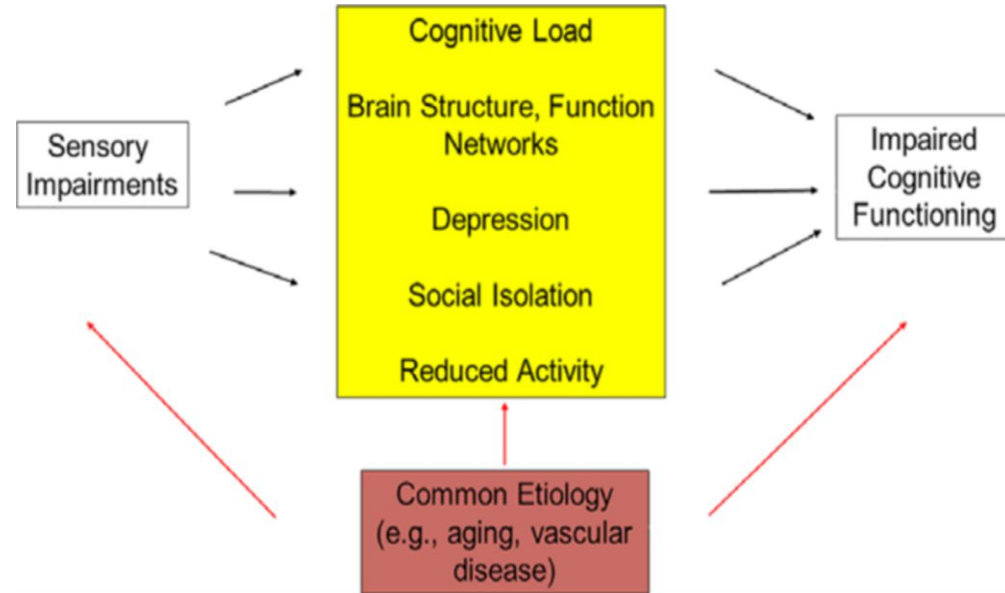 Sensory
Impairments
Cognitive Load
Brain Structure, Function
Networks
Depression
Social Isolation
Reduced Activity
Impaired
Cognitive
Functioning
Common Etiology
(e.g., aging, vascular
disease)